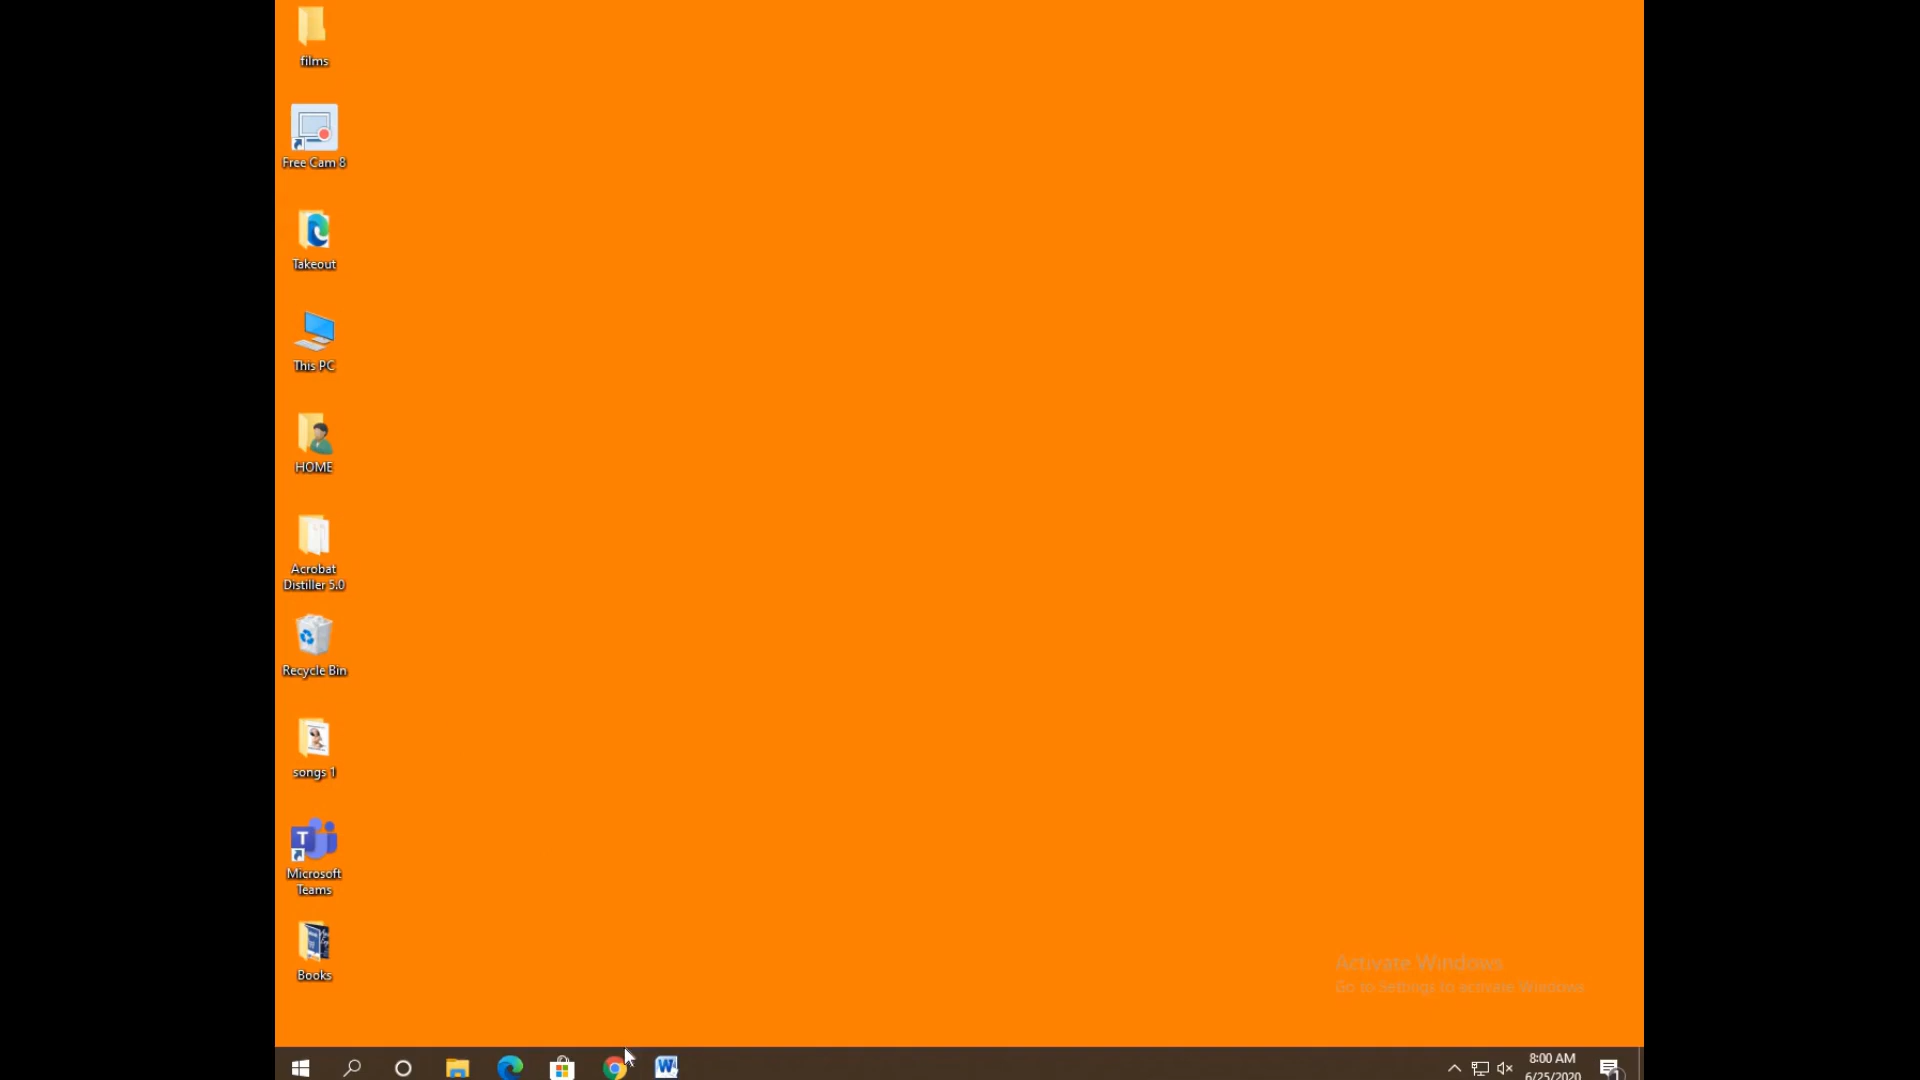 films
Free Cam 8
Takeout
This PC
HOME
Acrobat
Distiller 5.0
Recycle Bin
songs 1
Microsoft
Teams
Books
Activate Windows
Go to Settings to activate Windows
8:00 AM
6/25/2020
1